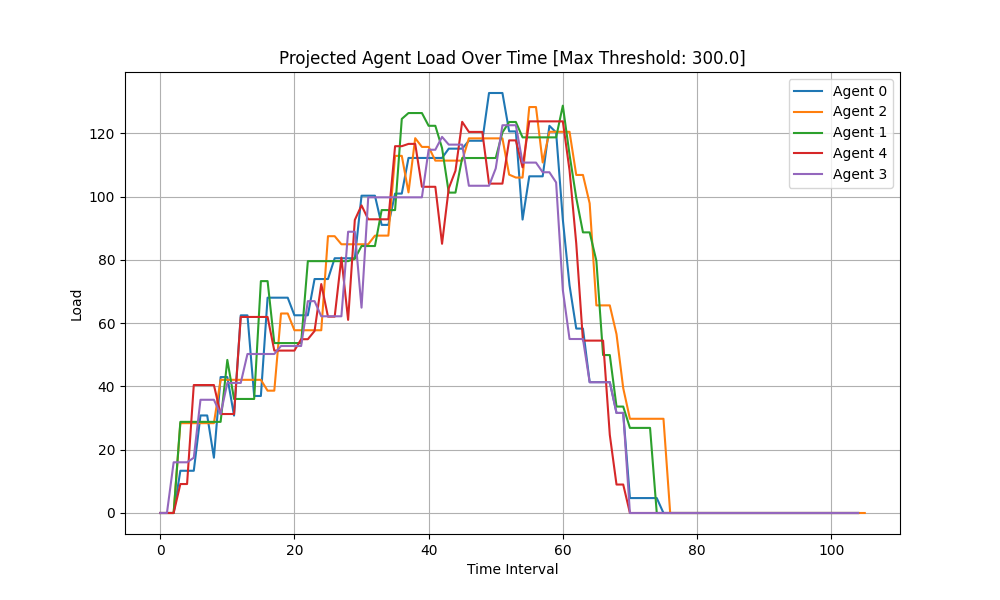 Projected Agent Load Over Time [Max Threshold: 300.0]
Agent 0
Agent 2
Agent 1
Agent 4
Agent 3
Load
120
100
80
60
40
20
0
0 20 40 60 80 100
Time Interval